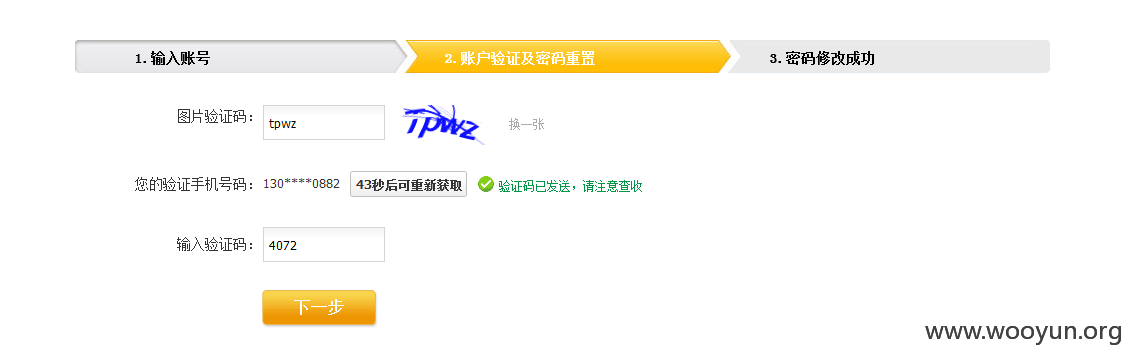 1. 输入账号 2. 账户验证及密码重置 3. 密码修改成功
图片验证码： tpwz Tpwz 换一张
您的验证手机号码： 130****0882 43秒后可重新获取 验证码已发送，请注意查收
输入验证码： 4072
下一步
www.wooyun.org